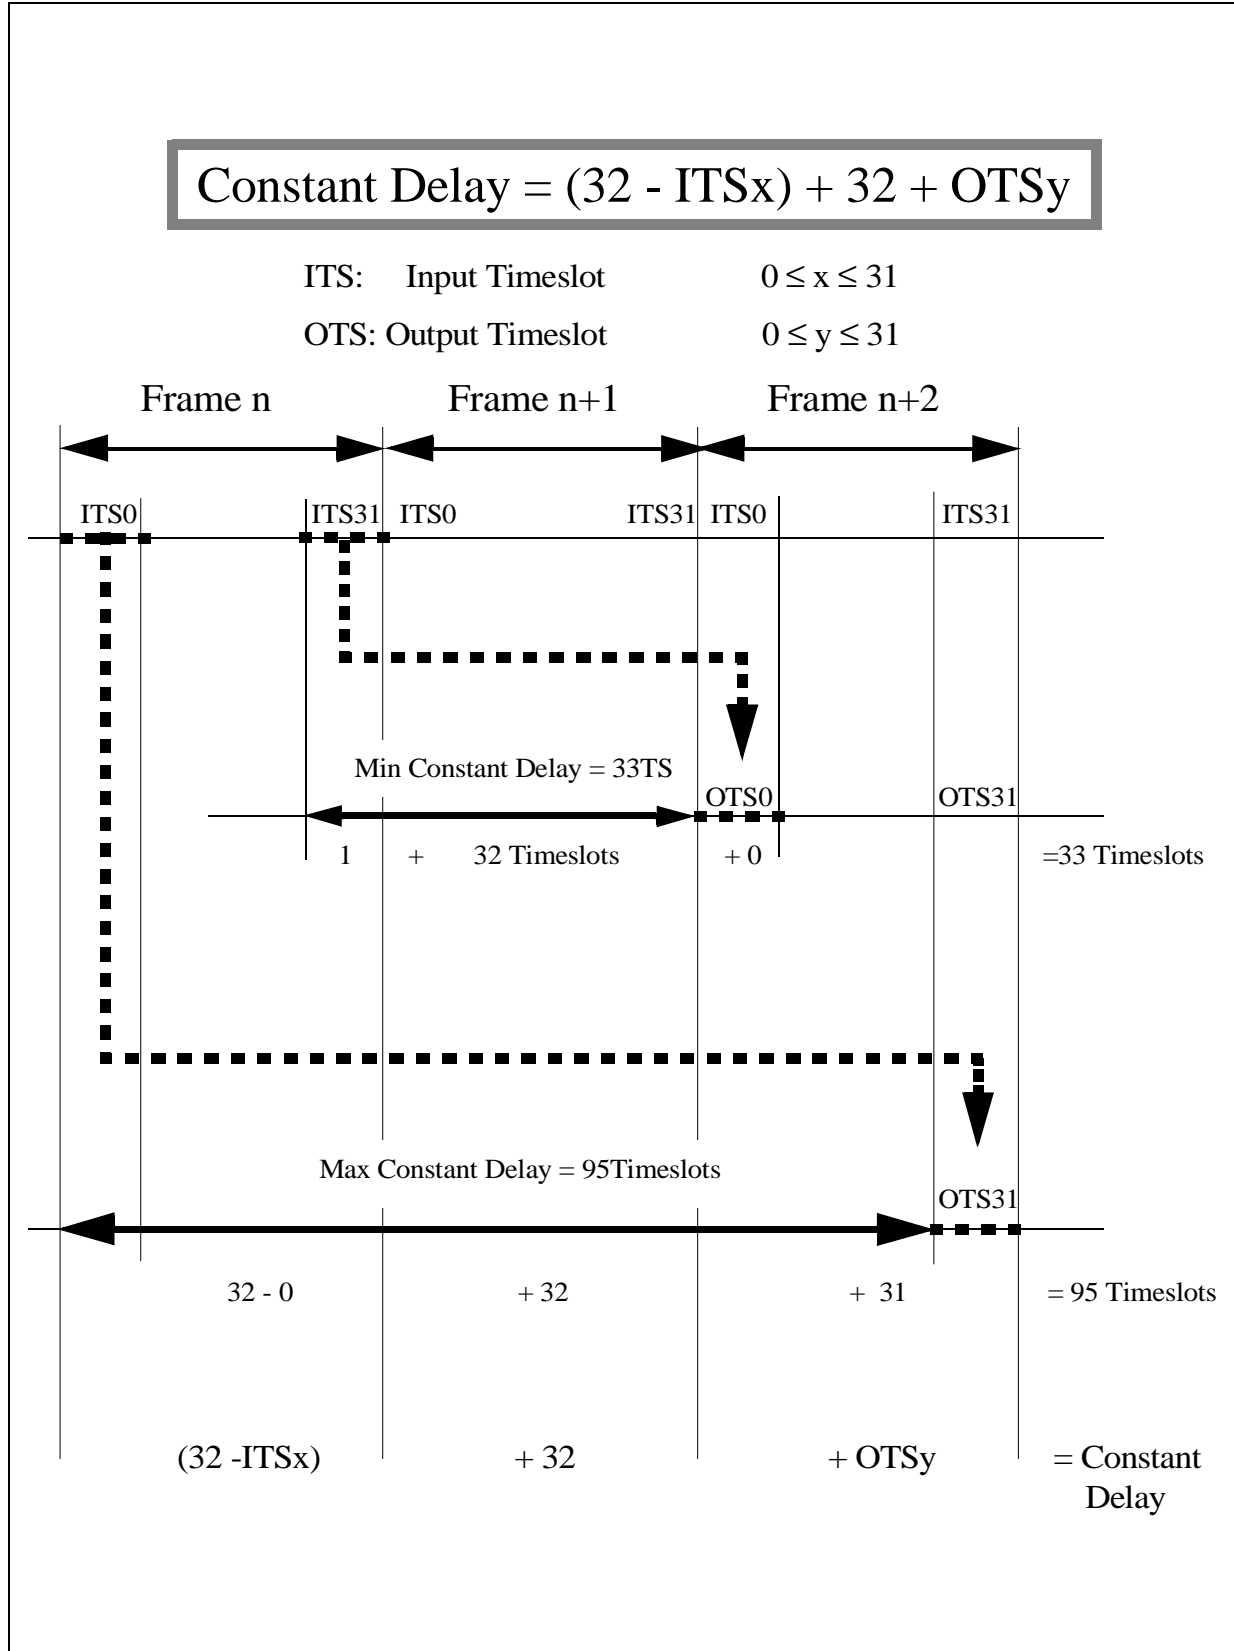 Constant Delay = (32 - ITSx) + 32 + OTSy
ITS: Input Timeslot 0 ≤ x ≤ 31
OTS: Output Timeslot 0 ≤ y ≤ 31
Frame n Frame n+1 Frame n+2
ITS0 ITS31 ITS0 ITS31 ITS0 ITS31
Min Constant Delay = 33TS
OTS0 OTS31
1 + 32 Timeslots + 0 =33 Timeslots
Max Constant Delay = 95Timeslots
OTS31
32 - 0 + 32 + 31 = 95 Timeslots
(32 -ITSx) + 32 + OTSy = Constant
Delay